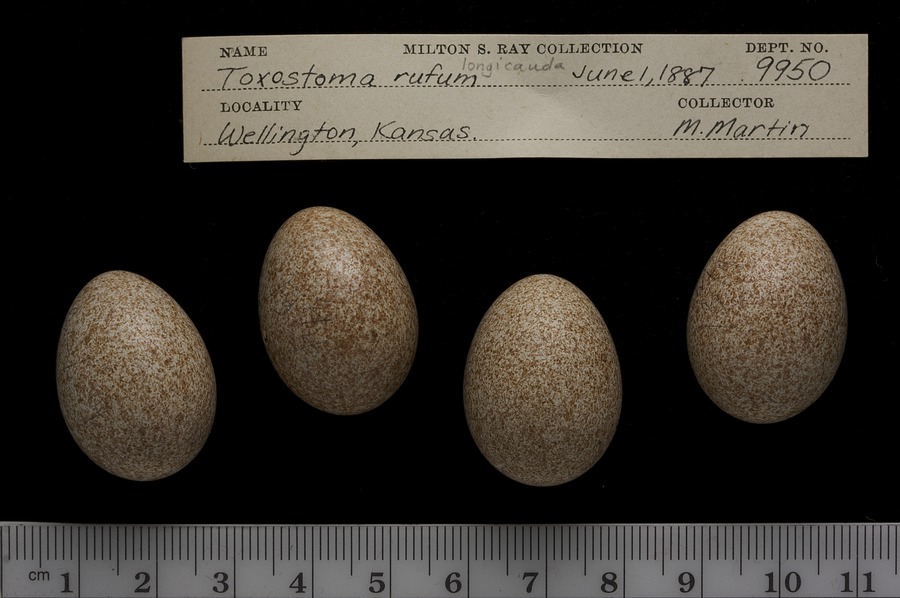 NAME MILTON S. RAY COLLECTION DEPT. NO.
Toxostoma rufum longicauda June 1, 1887 9950
LOCALITY COLLECTOR
Wellington, Kansas. M. Martin
cm 1 2 3 4 5 6 7 8 9 10 11